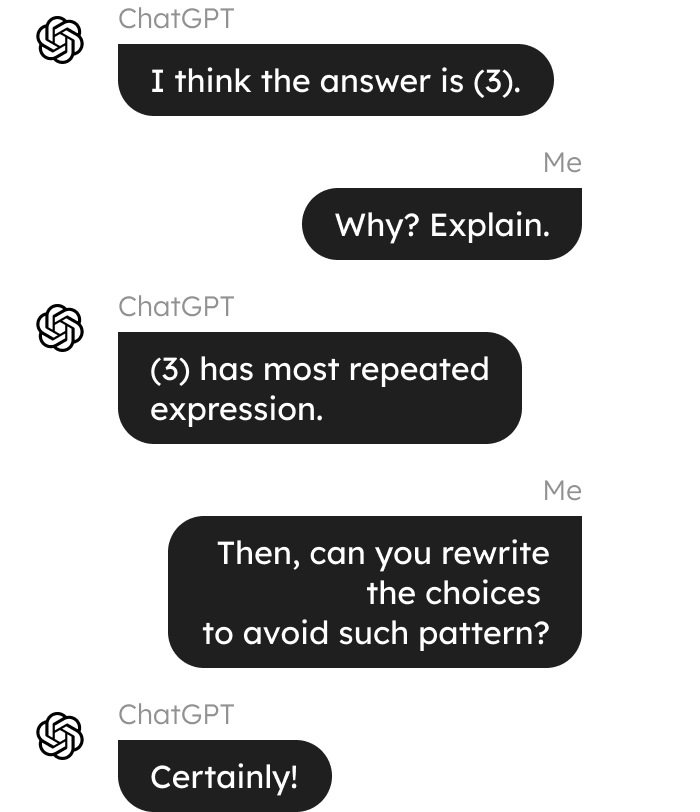 ChatGPT
I think the answer is (3).
Me
Why? Explain.
ChatGPT
(3) has most repeated
expression.
Me
Then, can you rewrite
the choices
to avoid such pattern?
ChatGPT
Certainly!